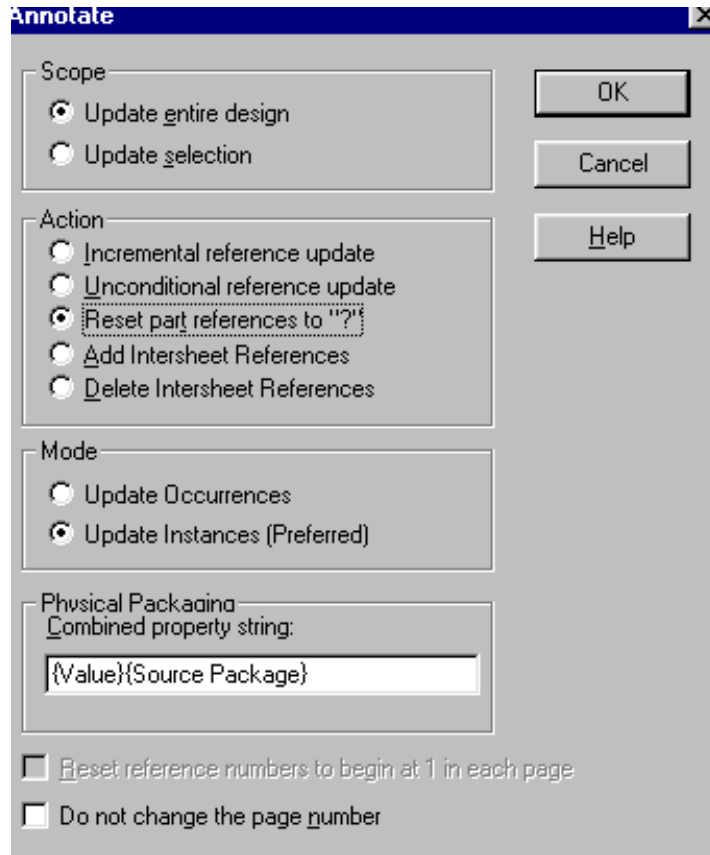 Annotate
Scope
Update entire design
Update selection
OK
Cancel
Help
Action
Incremental reference update
Unconditional reference update
Reset part references to "?"
Add Intersheet References
Delete Intersheet References
Mode
Update Occurrences
Update Instances (Preferred)
Physical Packaging
Combined property string:
{Value}{Source Package}
Reset reference numbers to begin at 1 in each page
Do not change the page number